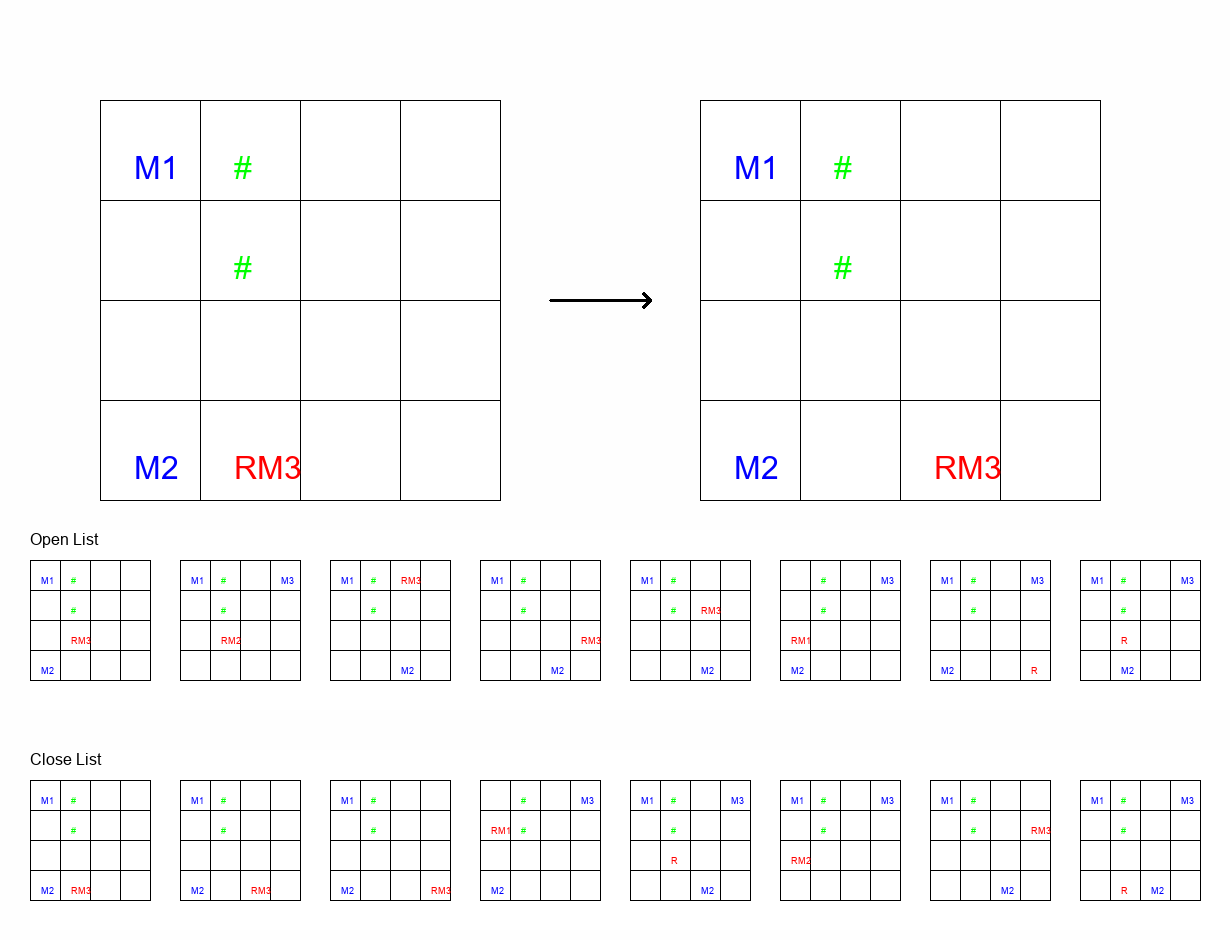 M1 # M1 #
# #
M2 RM3 M2 RM3
Open List
M1 # M1 # M3 M1 # RM3 M1 # M1 # # M3 M1 # M3 M1 # M3
# # # # # RM3 # # #
RM3 RM2 RM3 RM1 R
M2 M2 M2 M2 M2 M2 R M2
Close List
M1 # M1 # M1 # # M3 M1 # M3 M1 # M3 M1 # M1 # M3
# # # RM1 # # # # RM3 #
R RM2
M2 RM3 M2 RM3 M2 RM3 M2 M2 M2 R M2